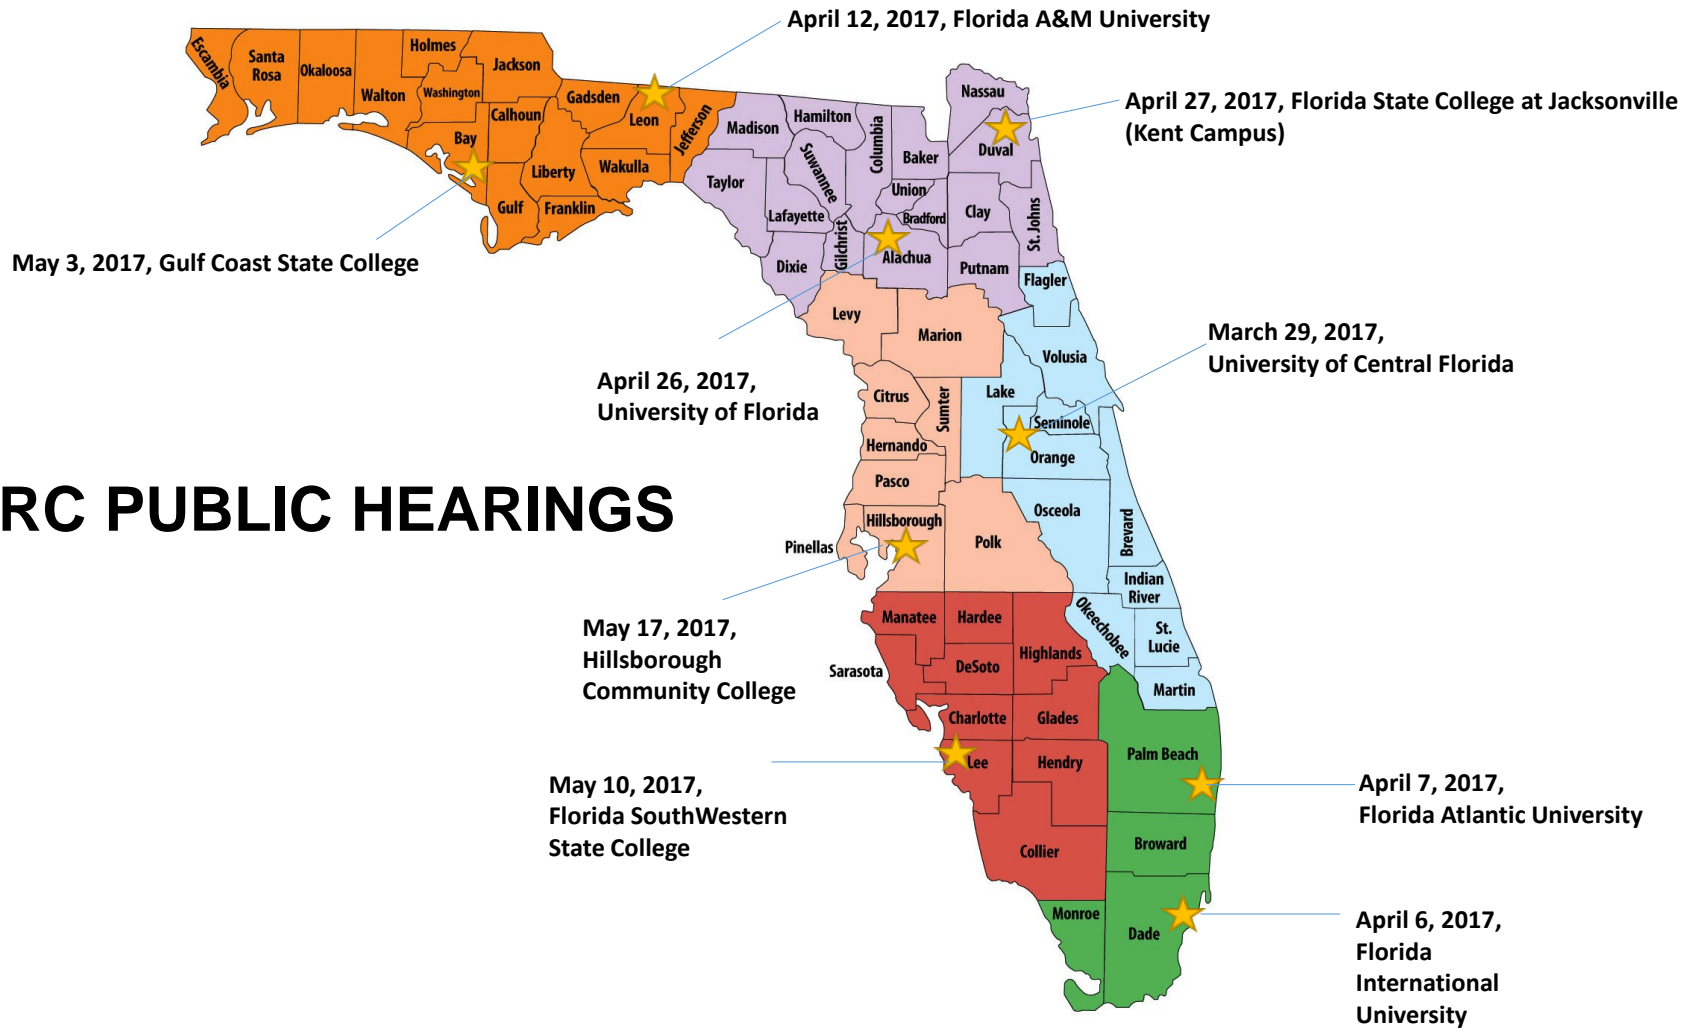 April 12, 2017, Florida A&M University
April 27, 2017, Florida State College at Jacksonville
(Kent Campus)
May 3, 2017, Gulf Coast State College
April 26, 2017,
University of Florida
March 29, 2017,
University of Central Florida
RC PUBLIC HEARINGS
May 17, 2017,
Hillsborough
Community College
May 10, 2017,
Florida SouthWestern
State College
April 7, 2017,
Florida Atlantic University
April 6, 2017,
Florida
International
University
Escambia
Santa
Rosa
Okaloosa
Walton
Holmes
Washington
Jackson
Bay
Calhoun
Gulf
Liberty
Franklin
Gadsden
Leon
Wakulla
Jefferson
Madison
Hamilton
Suwannee
Columbia
Taylor
Lafayette
Dixie
Gilchrist
Baker
Union
Bradford
Alachua
Nassau
Duval
Clay
St. Johns
Putnam
Flagler
Levy
Marion
Volusia
Citrus
Sumter
Lake
Seminole
Orange
Hernando
Pasco
Hillsborough
Pinellas
Polk
Osceola
Brevard
Indian
River
Okeechobee
St.
Lucie
Martin
Manatee
Hardee
Highlands
Sarasota
DeSoto
Charlotte
Glades
Lee
Hendry
Collier
Palm Beach
Broward
Monroe
Dade